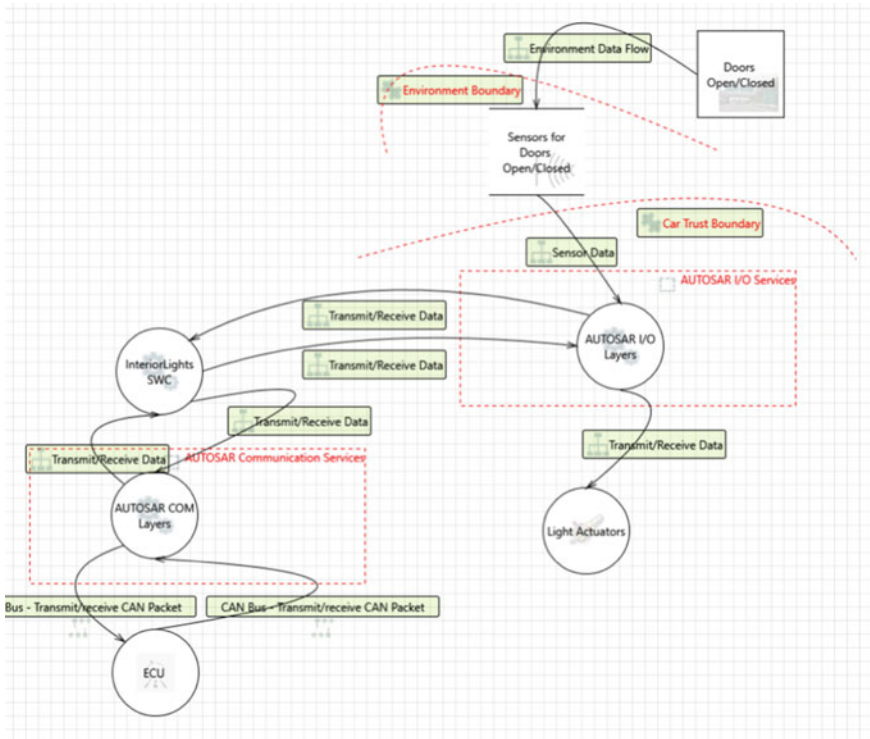 Environment Data Flow
Doors
Open/Closed
Environment Boundary
Sensors for
Doors
Open/Closed
Car Trust Boundary
Sensor Data
AUTOSAR I/O Services
Transmit/Receive Data
AUTOSAR I/O
Layers
InteriorLights
SWC
Transmit/Receive Data
Transmit/Receive Data
Transmit/Receive Data
Transmit/Receive Data
AUTOSAR Communication Services
AUTOSAR COM
Layers
Light Actuators
Bus - Transmit/receive CAN Packet
CAN Bus - Transmit/receive CAN Packet
ECU